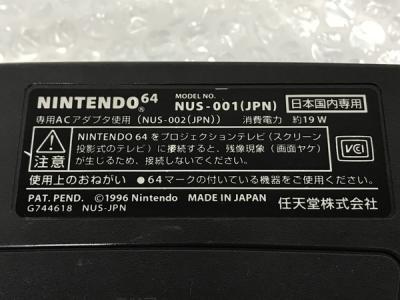 NINTENDO 64 MODEL NO. NUS-001(JPN) 日本国内専用
専用ACアダプタ使用 (NUS-002(JPN)) 消費電力 約19W
注意
NINTENDO 64 をプロジェクションテレビ(スクリーン
投影式のテレビ)に接続すると、残像現象(画面ヤケ)
が生じるため、接続しないでください。
VCI
使用上のおねがい ●64マークの付いている機器をご使用ください。
PAT. PEND. ©1996 Nintendo MADE IN JAPAN 任天堂株式会社
G744618 NUS-JPN